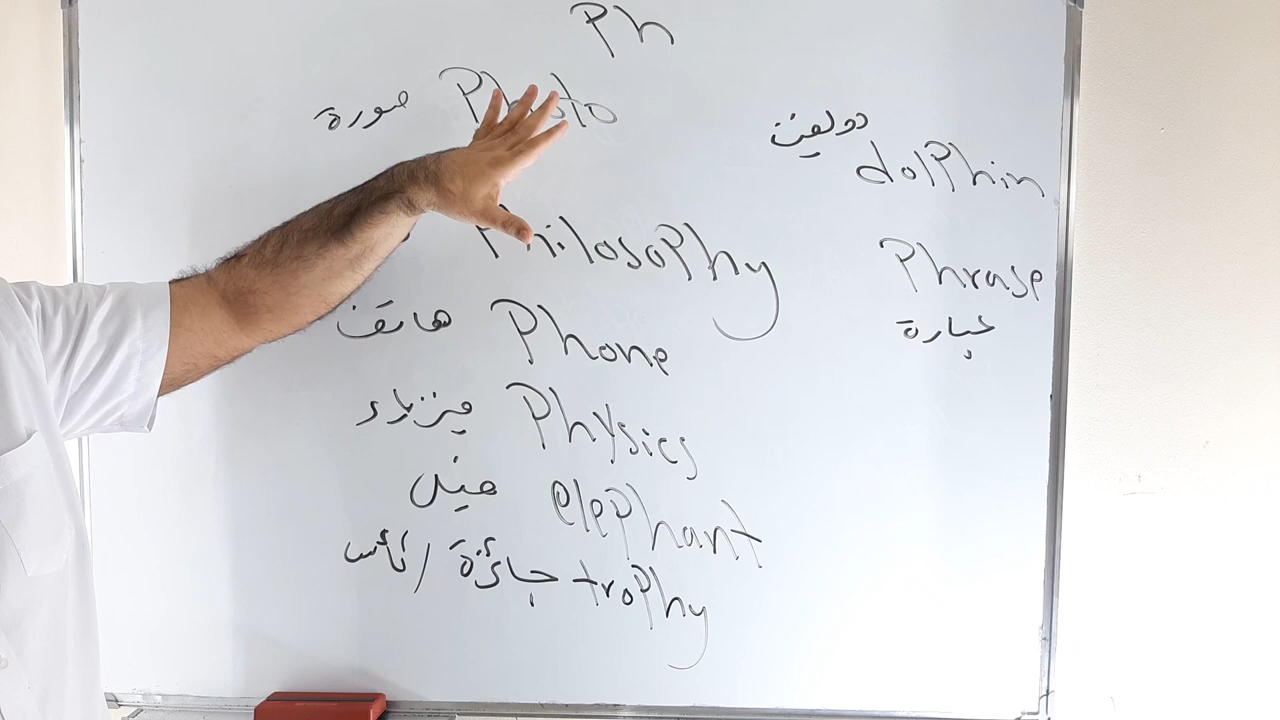 Ph
صورة Photo
دولفين
dolPhin
PhilosoPhy
Phrase
عبارة
هاتف Phone
فيزياء Physics
فيل elePhant
جائزة / كأس troPhy